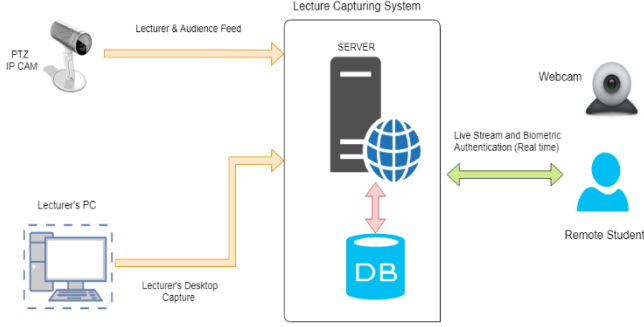 Lecture Capturing System
Lecturer & Audience Feed
PTZ
IP CAM
SERVER
Webcam
Live Stream and Biometric
Authentication (Real time)
Lecturer's PC
Remote Student
DB
Lecturer's Desktop
Capture